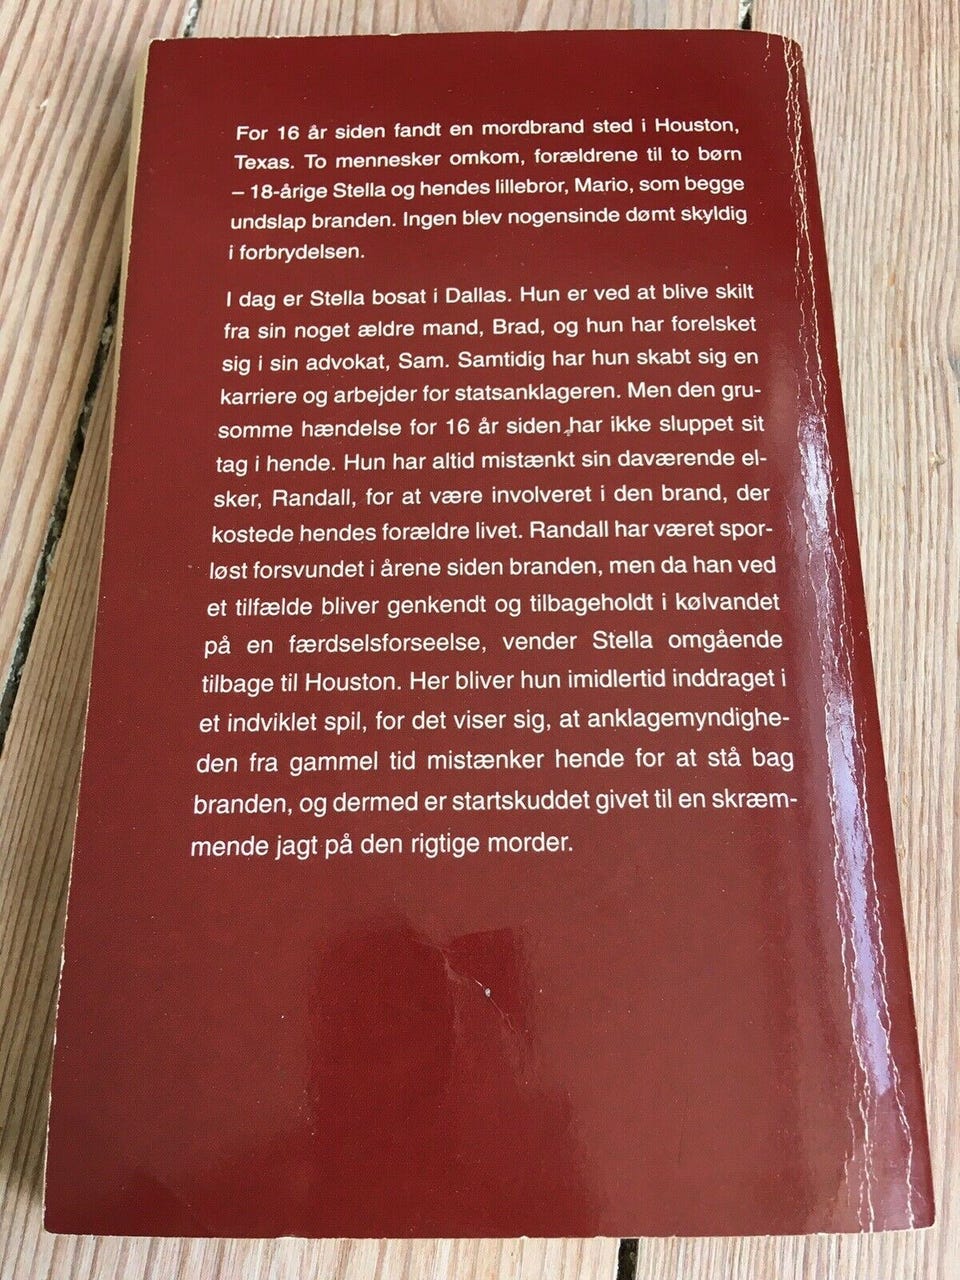 For 16 år siden fandt en mordbrand sted i Houston,
Texas. To mennesker omkom, forældrene til to børn
– 18-årige Stella og hendes lillebror, Mario, som begge
undslap branden. Ingen blev nogensinde dømt skyldig
i forbrydelsen.
I dag er Stella bosat i Dallas. Hun er ved at blive skilt
fra sin noget ældre mand, Brad, og hun har forelsket
sig i sin advokat, Sam. Samtidig har hun skabt sig en
karriere og arbejder for statsanklageren. Men den gru-
somme hændelse for 16 år siden har ikke sluppet sit
tag i hende. Hun har altid mistænkt sin daværende el-
sker, Randall, for at være involveret i den brand, der
kostede hendes forældre livet. Randall har været spor-
løst forsvundet i årene siden branden, men da han ved
et tilfælde bliver genkendt og tilbageholdt i kølvandet
på en færdselsforseelse, vender Stella omgående
tilbage til Houston. Her bliver hun imidlertid inddraget i
et indviklet spil, for det viser sig, at anklagemyndighe-
den fra gammel tid mistænker hende for at stå bag
branden, og dermed er startskuddet givet til en skræm-
mende jagt på den rigtige morder.